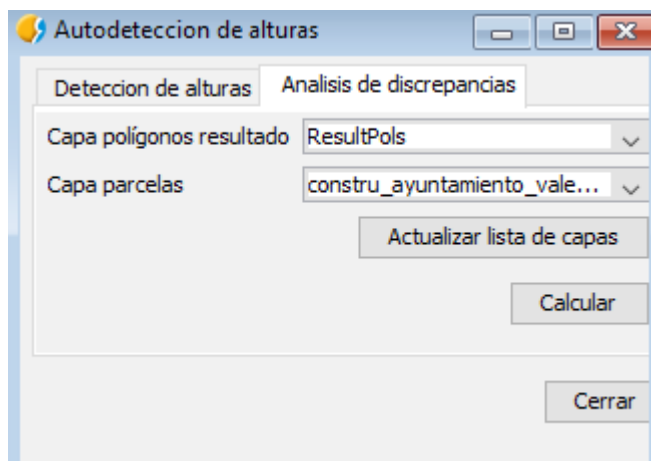 Autodeteccion de alturas
Deteccion de alturas Analisis de discrepancias
Capa polígonos resultado ResultPols
Capa parcelas constru_ayuntamiento_vale...
Actualizar lista de capas
Calcular
Cerrar